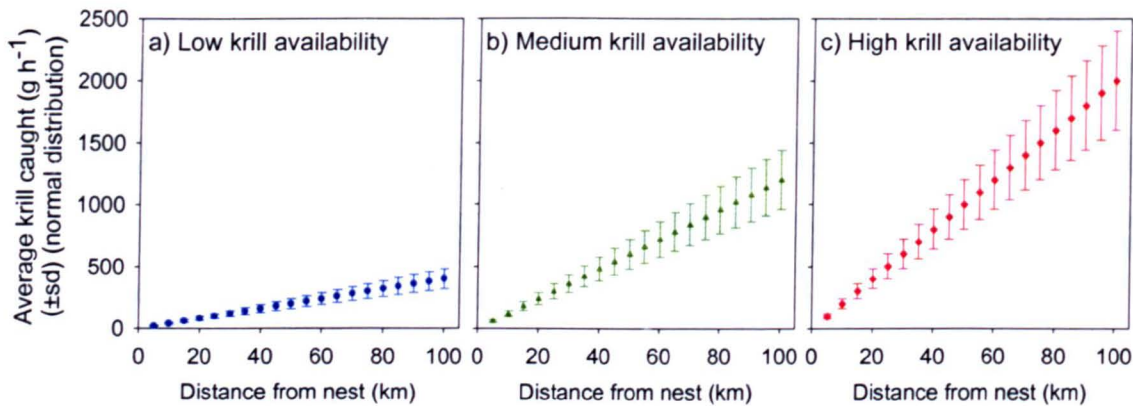 Average krill caught (g h⁻¹)
(±sd) (normal distribution)
2500
2000
1500
1000
500
0
a) Low krill availability
b) Medium krill availability
c) High krill availability
0 20 40 60 80 100
0 20 40 60 80 100
0 20 40 60 80 100
Distance from nest (km)
Distance from nest (km)
Distance from nest (km)